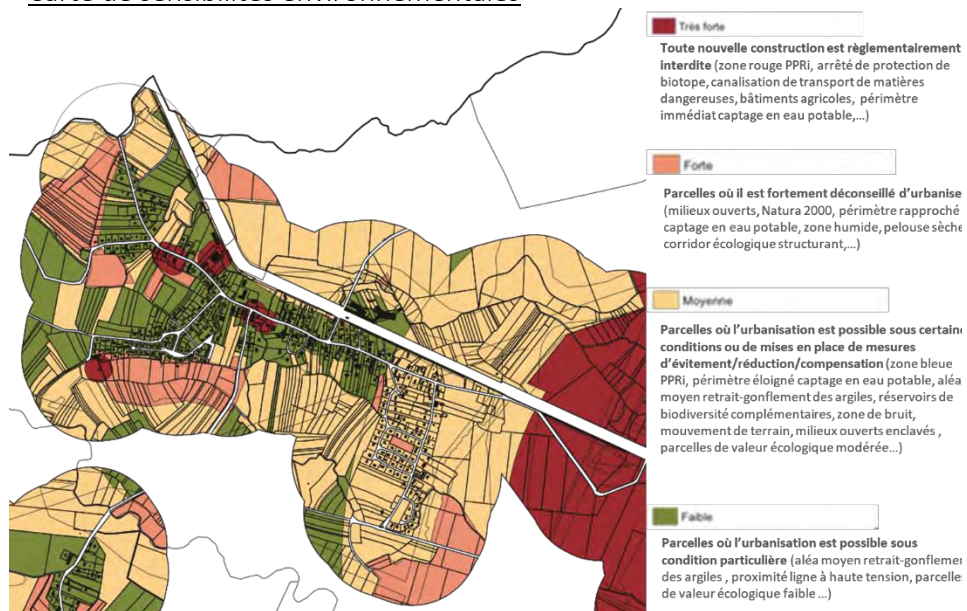 Carte de sensibilités environnementales
Très forte
Toute nouvelle construction est règlementairement
interdite (zone rouge PPRi, arrêté de protection de
biotope, canalisation de transport de matières
dangereuses, bâtiments agricoles, périmètre
immédiat captage en eau potable,...)
Forte
Parcelles où il est fortement déconseillé d'urbanise
(milieux ouverts, Natura 2000, périmètre rapproché
captage en eau potable, zone humide, pelouse sèche
corridor écologique structurant,...)
Moyenne
Parcelles où l'urbanisation est possible sous certaine
conditions ou de mises en place de mesures
d'évitement/réduction/compensation (zone bleue
PPRi, périmètre éloigné captage en eau potable, aléa
moyen retrait-gonflement des argiles, réservoirs de
biodiversité complémentaires, zone de bruit,
mouvement de terrain, milieux ouverts enclavés ,
parcelles de valeur écologique modérée...)
Faible
Parcelles où l'urbanisation est possible sous
condition particulière (aléa moyen retrait-gonflemen
des argiles , proximité ligne à haute tension, parcelle
de valeur écologique faible ...)